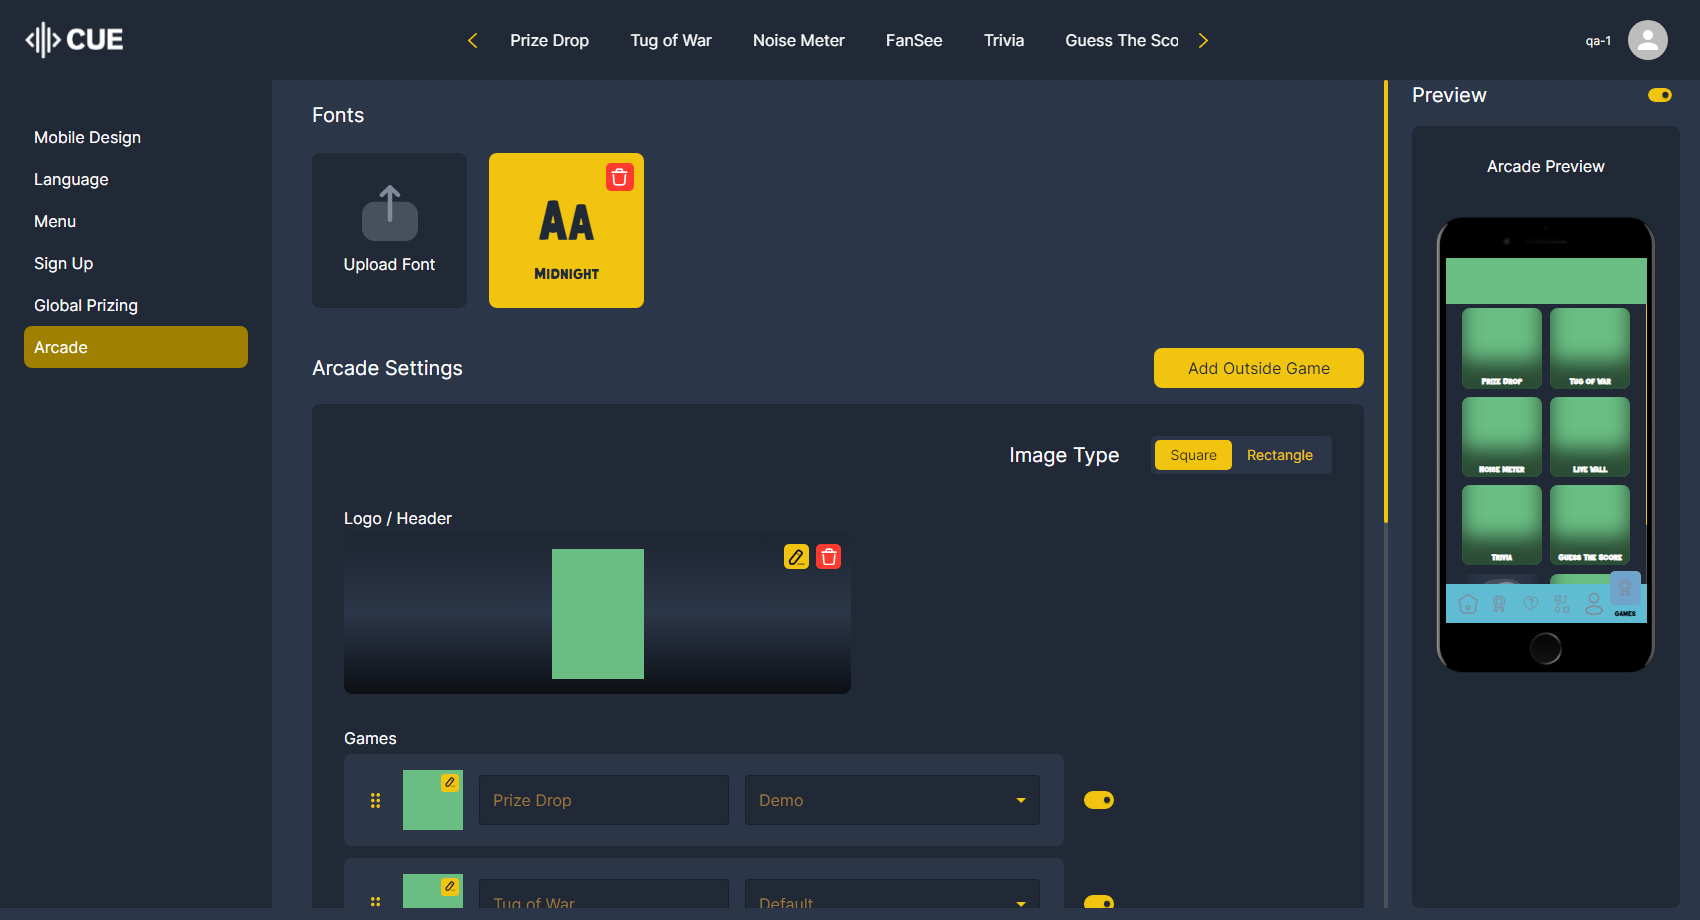 CUE
Prize Drop
Tug of War
Noise Meter
FanSee
Trivia
Guess The Sco
qa-1
Mobile Design
Language
Menu
Sign Up
Global Prizing
Arcade
Fonts
Upload Font
AA
MIDNIGHT
Arcade Settings
Add Outside Game
Image Type
Square
Rectangle
Logo / Header
Games
Prize Drop
Demo
Tug of War
Default
Preview
Arcade Preview
PRIZE DROP
TUG OF WAR
NOISE METER
LIVE WALL
TRIVIA
GUESS THE SCORE
GAMES